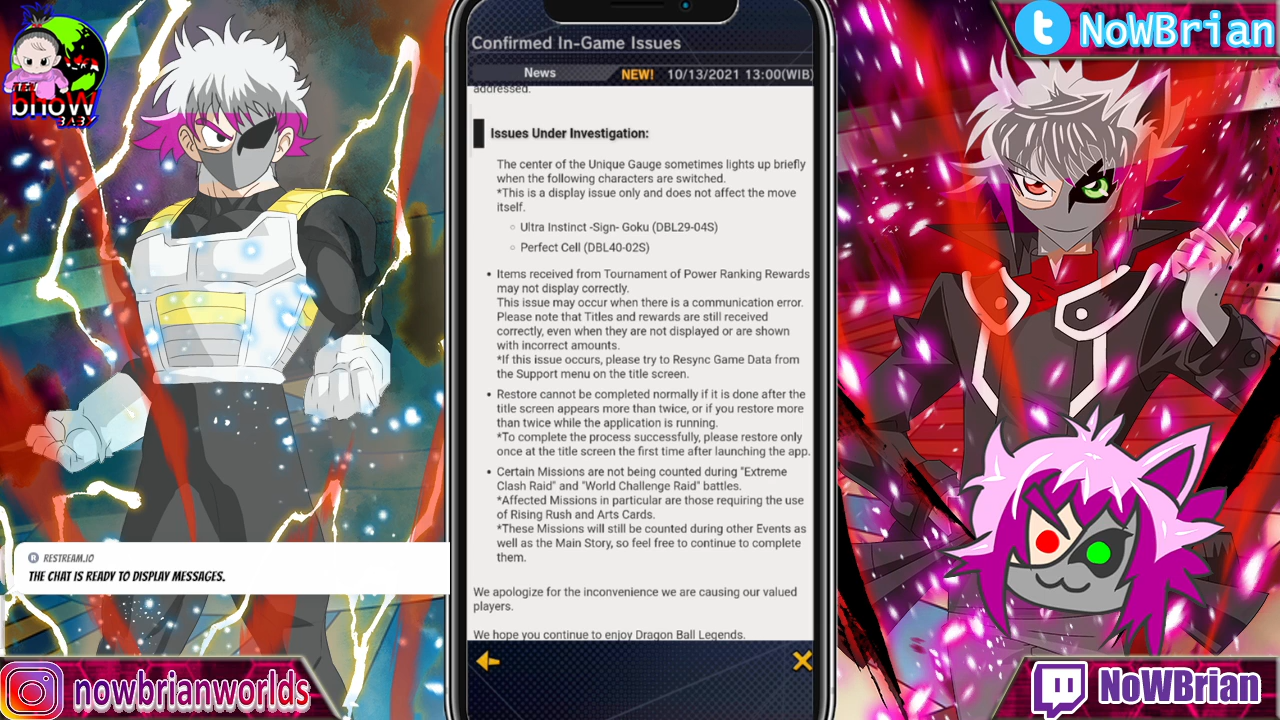 bhoW
BABY
NoWBrian
Confirmed In-Game Issues
News
NEW!
10/13/2021 13:00(WIB)
addressed.
Issues Under Investigation:
The center of the Unique Gauge sometimes lights up briefly
when the following characters are switched.
*This is a display issue only and does not affect the move
itself.
Ultra Instinct -Sign- Goku (DBL29-04S)
Perfect Cell (DBL40-02S)
• Items received from Tournament of Power Ranking Rewards
may not display correctly.
This issue may occur when there is a communication error.
Please note that Titles and rewards are still received
correctly, even when they are not displayed or are shown
with incorrect amounts.
*If this issue occurs, please try to Resync Game Data from
the Support menu on the title screen.
• Restore cannot be completed normally if it is done after the
title screen appears more than twice, or if you restore more
than twice while the application is running.
*To complete the process successfully, please restore only
once at the title screen the first time after launching the app.
• Certain Missions are not being counted during "Extreme
Clash Raid" and "World Challenge Raid" battles.
*Affected Missions in particular are those requiring the use
of Rising Rush and Arts Cards.
*These Missions will still be counted during other Events as
well as the Main Story, so feel free to continue to complete
them.
We apologize for the inconvenience we are causing our valued
players.
We hope you continue to enjoy Dragon Ball Legends.
R RESTREAM.IO
THE CHAT IS READY TO DISPLAY MESSAGES.
nowbrianworlds
NoWBrian